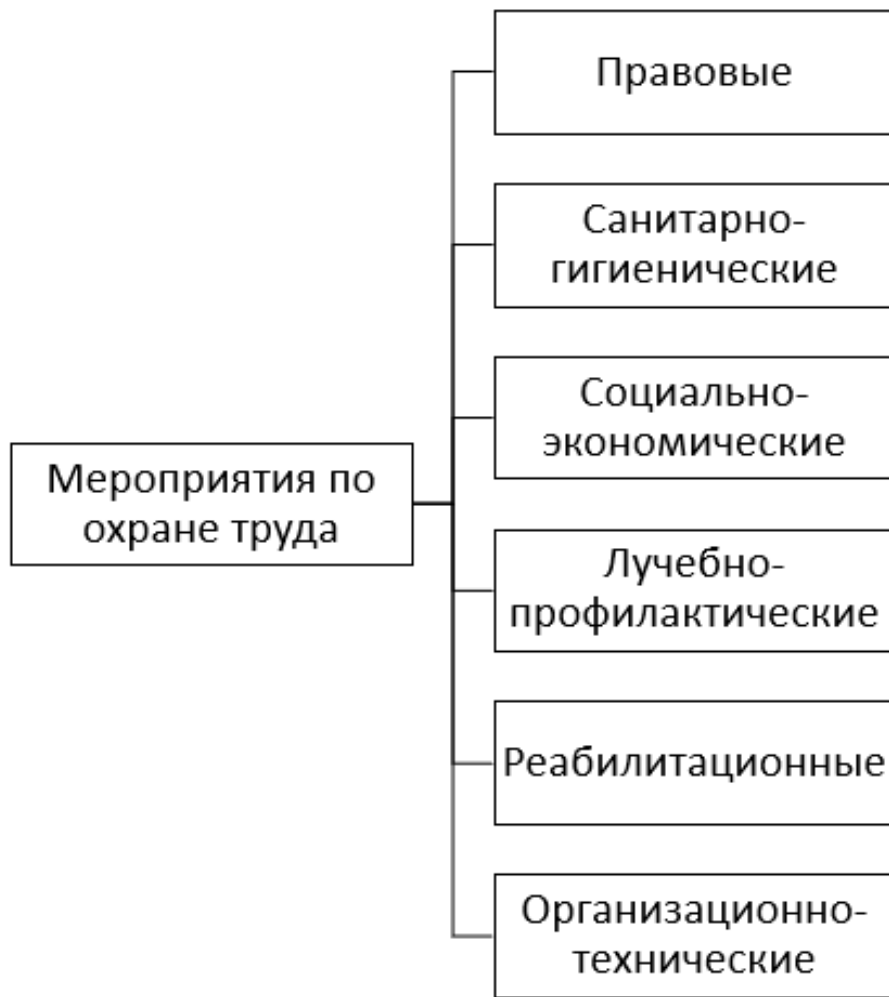 Правовые
Санитарно-
гигиенические
Социально-
экономические
Мероприятия по
охране труда
Лучебно-
профилактические
Реабилитационные
Организационно-
технические